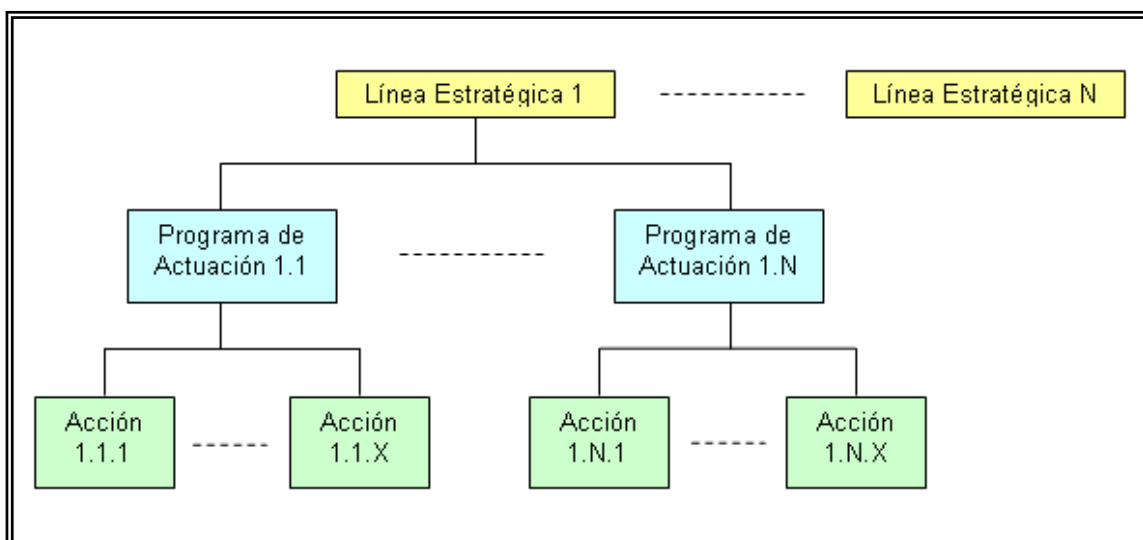 Línea Estratégica 1
Línea Estratégica N
Programa de
Actuación 1.1
Programa de
Actuación 1.N
Acción
1.1.1
Acción
1.1.X
Acción
1.N.1
Acción
1.N.X